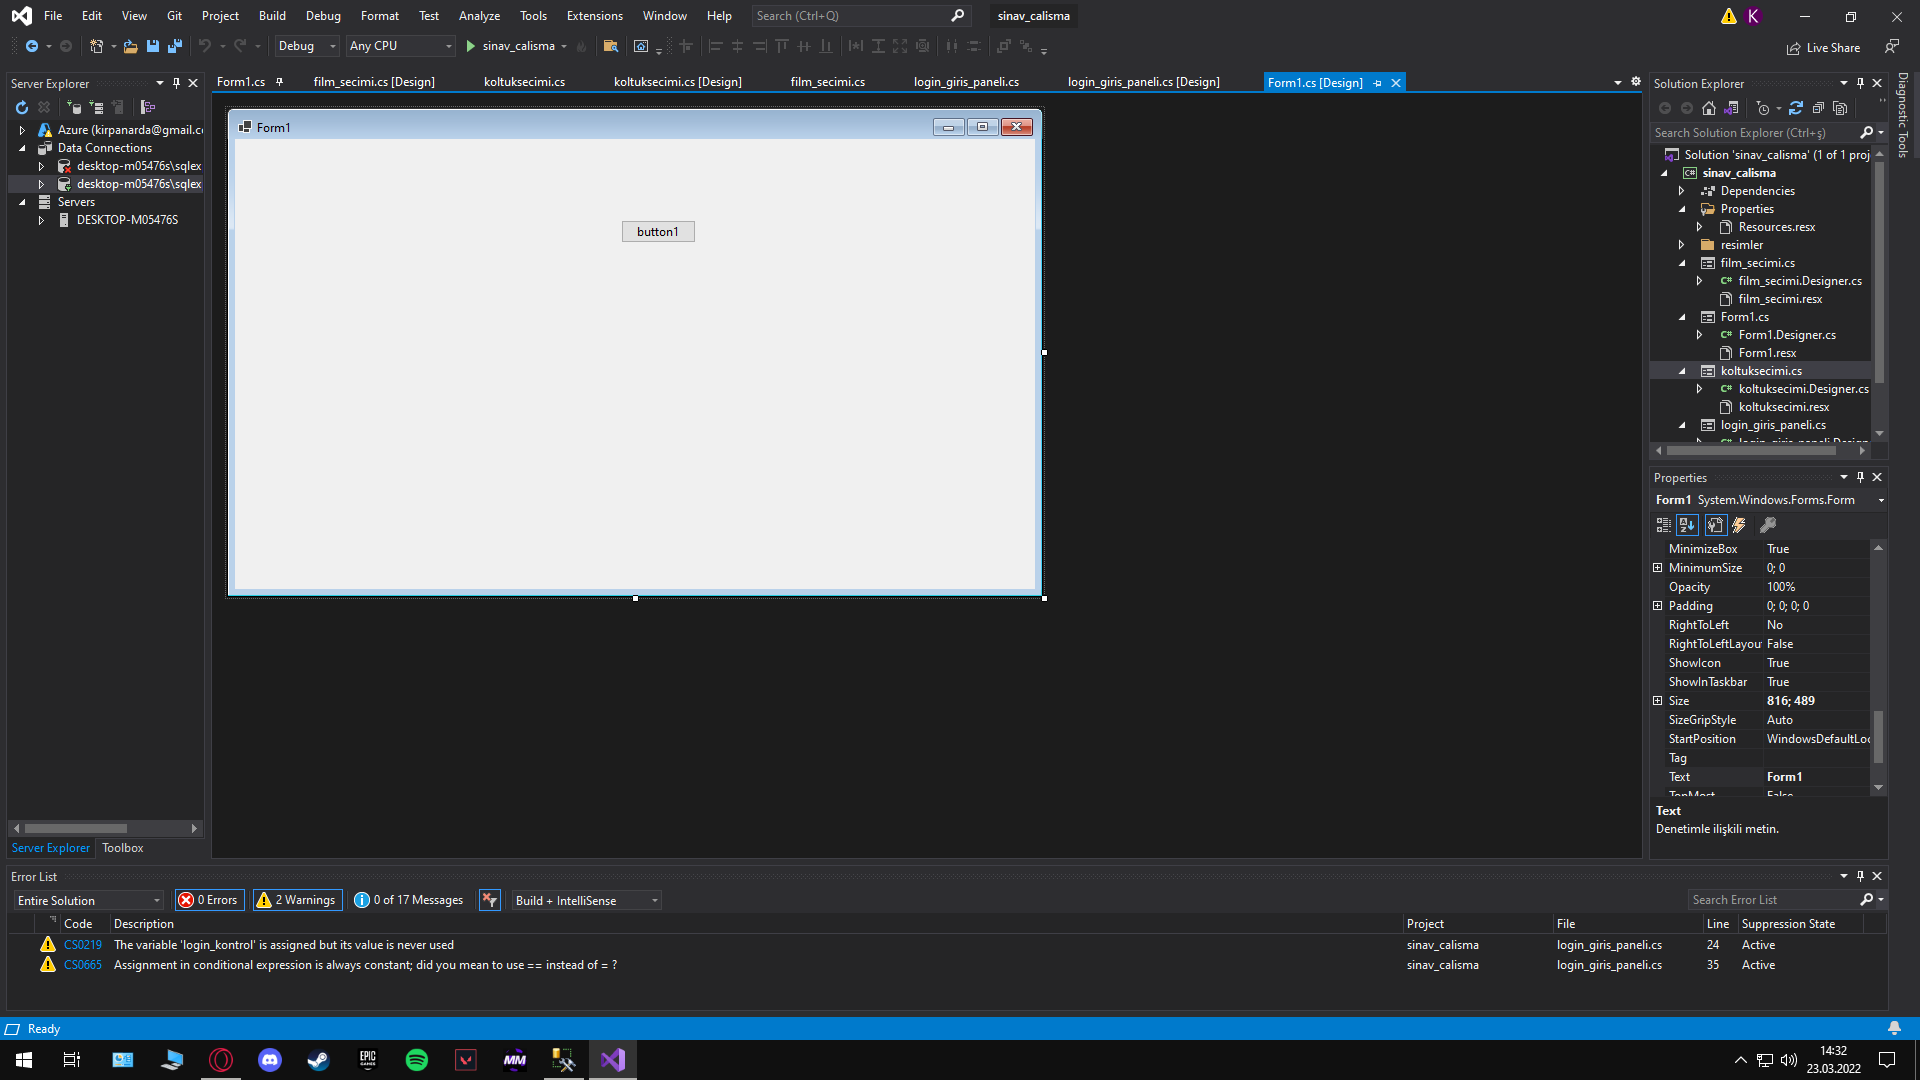 File Edit View Git Project Build Debug Format Test Analyze Tools Extensions Window Help Search (Ctrl+Q) sinav_calisma K
Debug Any CPU sinav_calisma Live Share
Server Explorer
Azure (kirpanarda@gmail.c
Data Connections
desktop-m05476s\sqlex
desktop-m05476s\sqlex
Servers
DESKTOP-M05476S
Server Explorer Toolbox
Form1.cs film_secimi.cs [Design] koltuksecimi.cs koltuksecimi.cs [Design] film_secimi.cs login_giris_paneli.cs login_giris_paneli.cs [Design] Form1.cs [Design]
Form1
button1
Solution Explorer
Search Solution Explorer (Ctrl+ş)
Solution 'sinav_calisma' (1 of 1 proj
sinav_calisma
Dependencies
Properties
Resources.resx
resimler
film_secimi.cs
film_secimi.Designer.cs
film_secimi.resx
Form1.cs
Form1.Designer.cs
Form1.resx
koltuksecimi.cs
koltuksecimi.Designer.cs
koltuksecimi.resx
login_giris_paneli.cs
Diagnostic Tools
Properties
Form1 System.Windows.Forms.Form
MinimizeBox True
MinimumSize 0; 0
Opacity 100%
Padding 0; 0; 0; 0
RightToLeft No
RightToLeftLayou False
ShowIcon True
ShowInTaskbar True
Size 816; 489
SizeGripStyle Auto
StartPosition WindowsDefaultLoc
Tag
Text Form1
TopMost False
Text
Denetimle ilişkili metin.
Error List
Entire Solution 0 Errors 2 Warnings 0 of 17 Messages Build + IntelliSense Search Error List
Code Description Project File Line Suppression State
CS0219 The variable 'login_kontrol' is assigned but its value is never used sinav_calisma login_giris_paneli.cs 24 Active
CS0665 Assignment in conditional expression is always constant; did you mean to use == instead of = ? sinav_calisma login_giris_paneli.cs 35 Active
Ready
EPIC GAMES
MM
14:32
23.03.2022